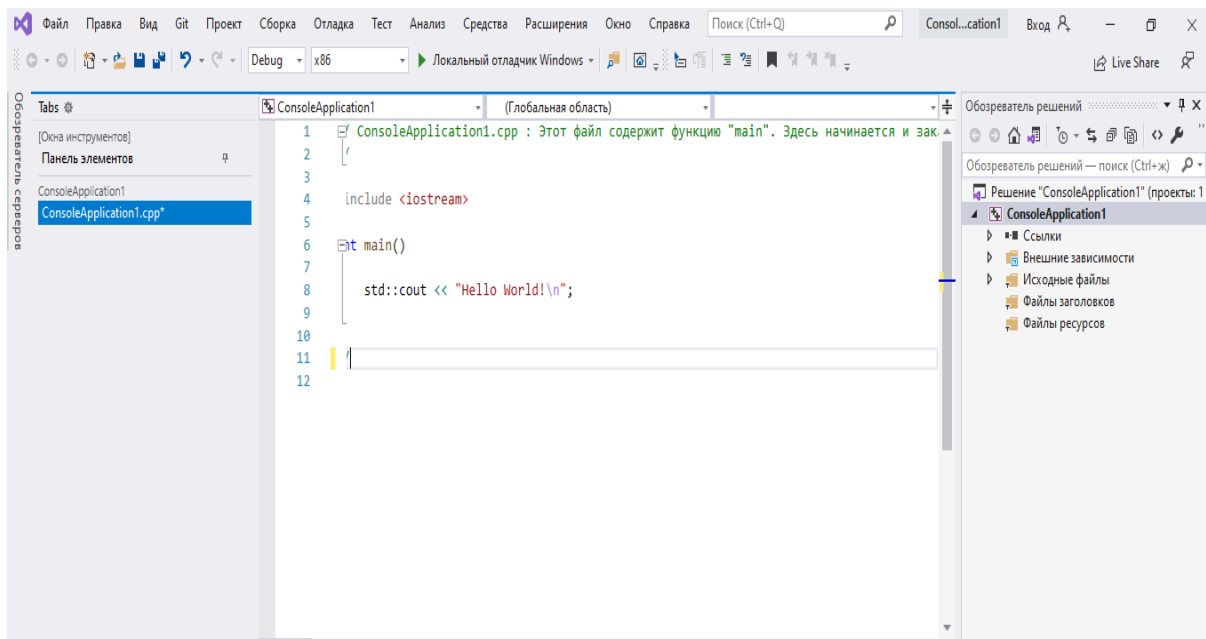 Файл Правка Вид Git Проект Сборка Отладка Тест Анализ Средства Расширения Окно Справка Поиск (Ctrl+Q) Consol...cation1 Вход
Debug x86 Локальный отладчик Windows Live Share
Обозреватель серверов
Tabs
[Окна инструментов]
Панель элементов
ConsoleApplication1
ConsoleApplication1.cpp*
ConsoleApplication1 (Глобальная область)
1 / ConsoleApplication1.cpp : Этот файл содержит функцию "main". Здесь начинается и зак
2 /
3
4 include <iostream>
5
6 nt main()
7
8 std::cout << "Hello World!\n";
9
10
11 /
12
Обозреватель решений
Обозреватель решений — поиск (Ctrl+ж)
Решение "ConsoleApplication1" (проекты: 1
ConsoleApplication1
Ссылки
Внешние зависимости
Исходные файлы
Файлы заголовков
Файлы ресурсов